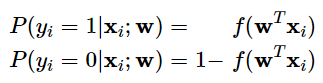 P(y_i = 1|𝐱_i; 𝐰) = f(𝐰^T 𝐱_i)
P(y_i = 0|𝐱_i; 𝐰) = 1− f(𝐰^T 𝐱_i)